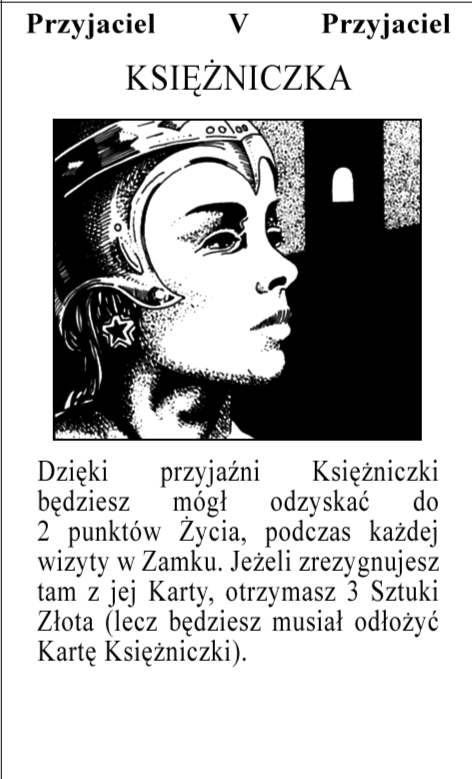 Przyjaciel V Przyjaciel
KSIĘŻNICZKA
Dzięki przyjaźni Księżniczki
będziesz mógł odzyskać do
2 punktów Życia, podczas każdej
wizyty w Zamku. Jeżeli zrezygnujesz
tam z jej Karty, otrzymasz 3 Sztuki
Złota (lecz będziesz musiał odłożyć
Kartę Księżniczki).